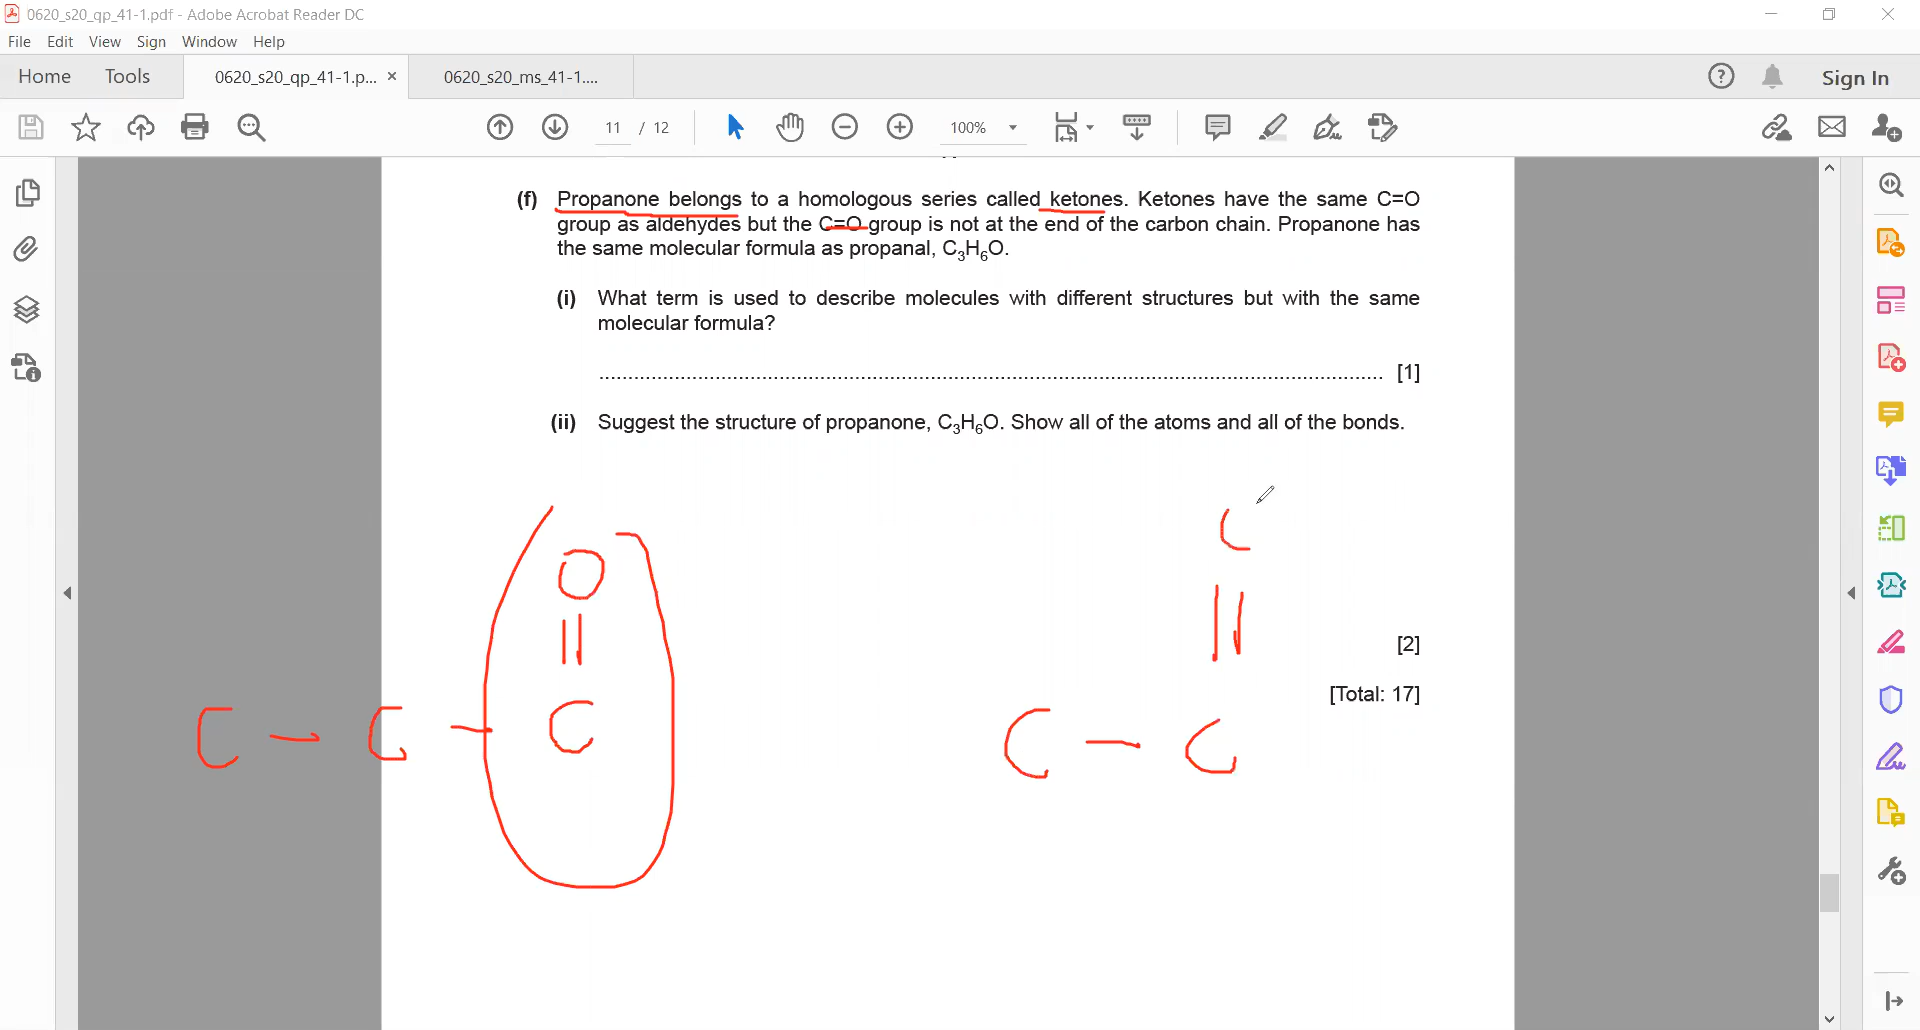 0620_s20_qp_41-1.pdf - Adobe Acrobat Reader DC
File Edit View Sign Window Help
Home Tools 0620_s20_qp_41-1.p... × 0620_s20_ms_41-1.... Sign In
11 / 12 100%
(f) Propanone belongs to a homologous series called ketones. Ketones have the same C=O
group as aldehydes but the C=O group is not at the end of the carbon chain. Propanone has
the same molecular formula as propanal, C₃H₆O.
(i) What term is used to describe molecules with different structures but with the same
molecular formula?
.................................................................................................................................. [1]
(ii) Suggest the structure of propanone, C₃H₆O. Show all of the atoms and all of the bonds.
C
O
[2]
[Total: 17]
C - C - C C - C